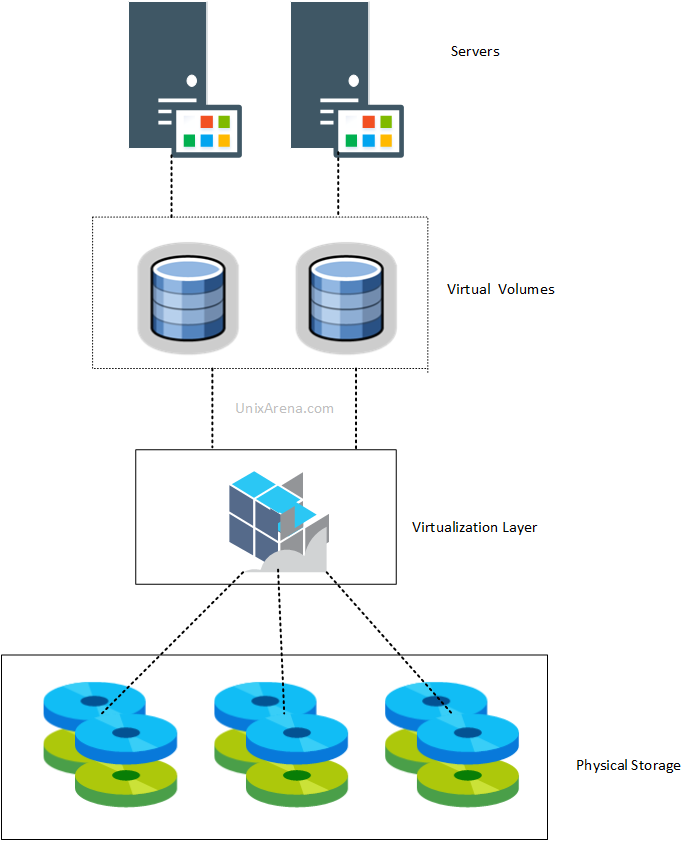 Servers
Virtual  Volumes
UnixArena.com
Virtualization Layer
Physical Storage